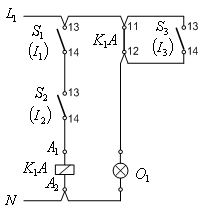 L1
13
11
13
S1
(I1)
K1A
S3
(I3)
14
12
14
13
S2
(I2)
14
A1
K1A
O1
A2
N